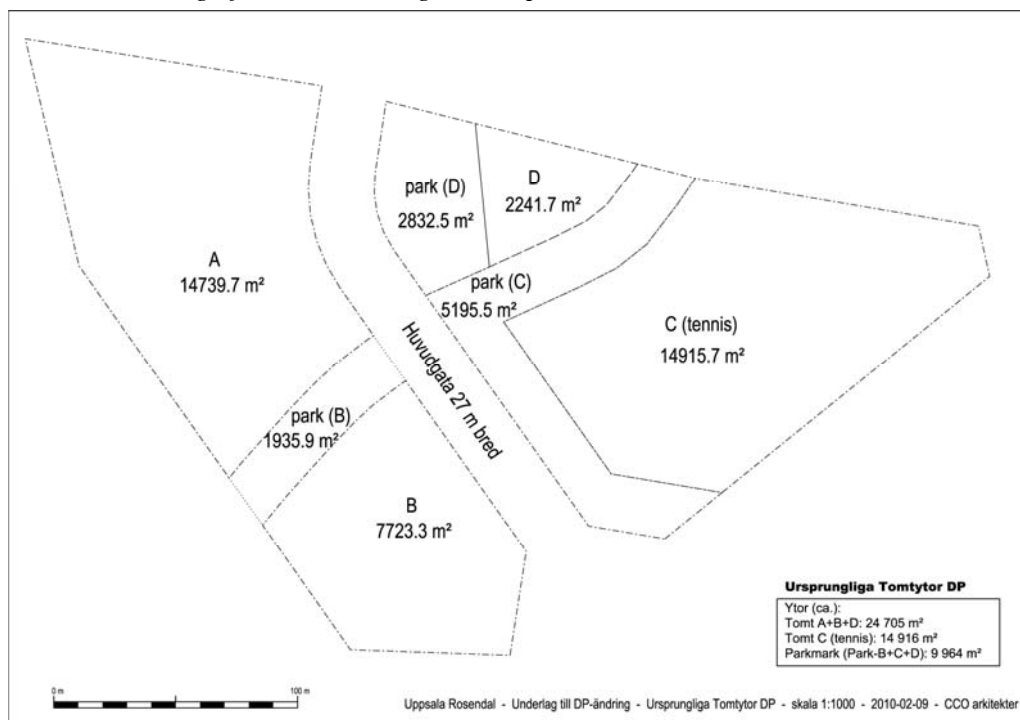 park (D)
2832.5 m²
D
2241.7 m²
A
14739.7 m²
park (C)
5195.5 m²
C (tennis)
14915.7 m²
Huvudgata 27 m bred
park (B)
1935.9 m²
B
7723.3 m²
Ursprungliga Tomtytor DP
Ytor (ca.):
Tomt A+B+D: 24 705 m²
Tomt C (tennis): 14 916 m²
Parkmark (Park-B+C+D): 9 964 m²
0 m
100 m
Uppsala Rosendal - Underlag till DP-ändring - Ursprungliga Tomtytor DP - skala 1:1000 - 2010-02-09 - CCO arkitekter